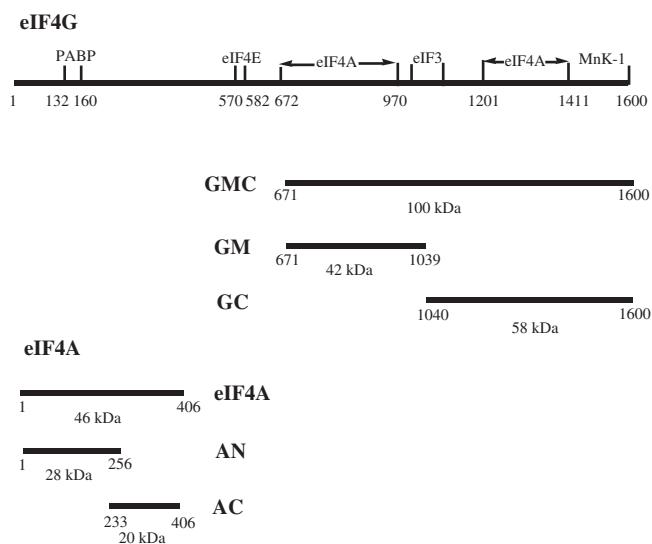 eIF4G
PABP eIF4E eIF4A eIF3 eIF4A MnK-1
1 132 160 570 582 672 970 1039 1201 1411 1600
GMC
671 1600
100 kDa
GM
671 1039
42 kDa
GC
1040 1600
58 kDa
eIF4A
eIF4A
1 406
46 kDa
AN
1 256
28 kDa
AC
233 406
20 kDa